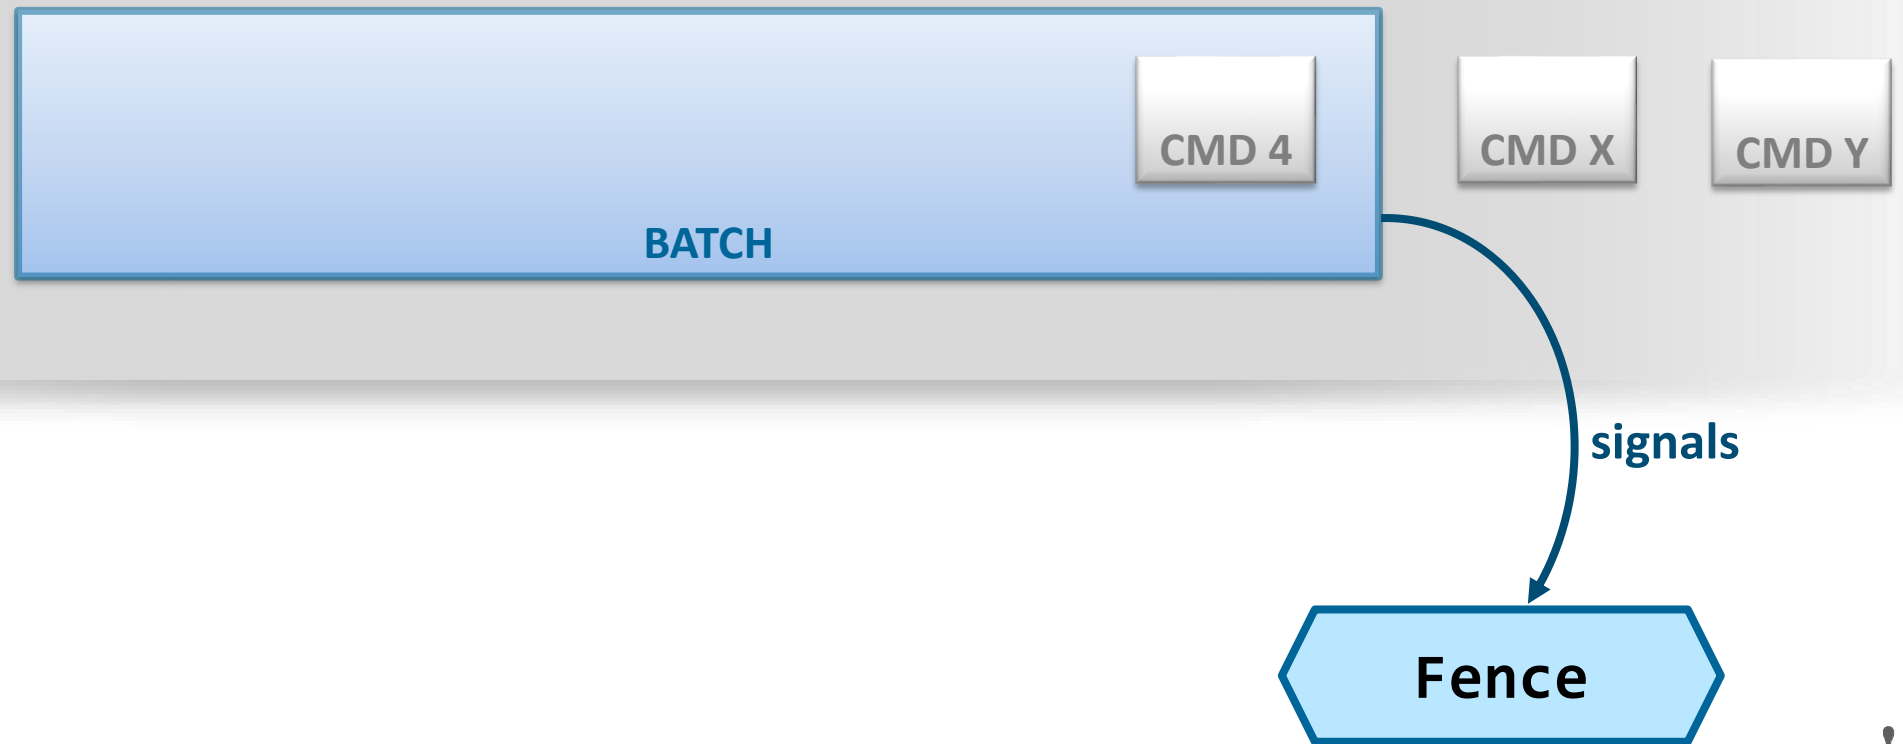 CMD 4
CMD X
CMD Y
BATCH
signals
Fence